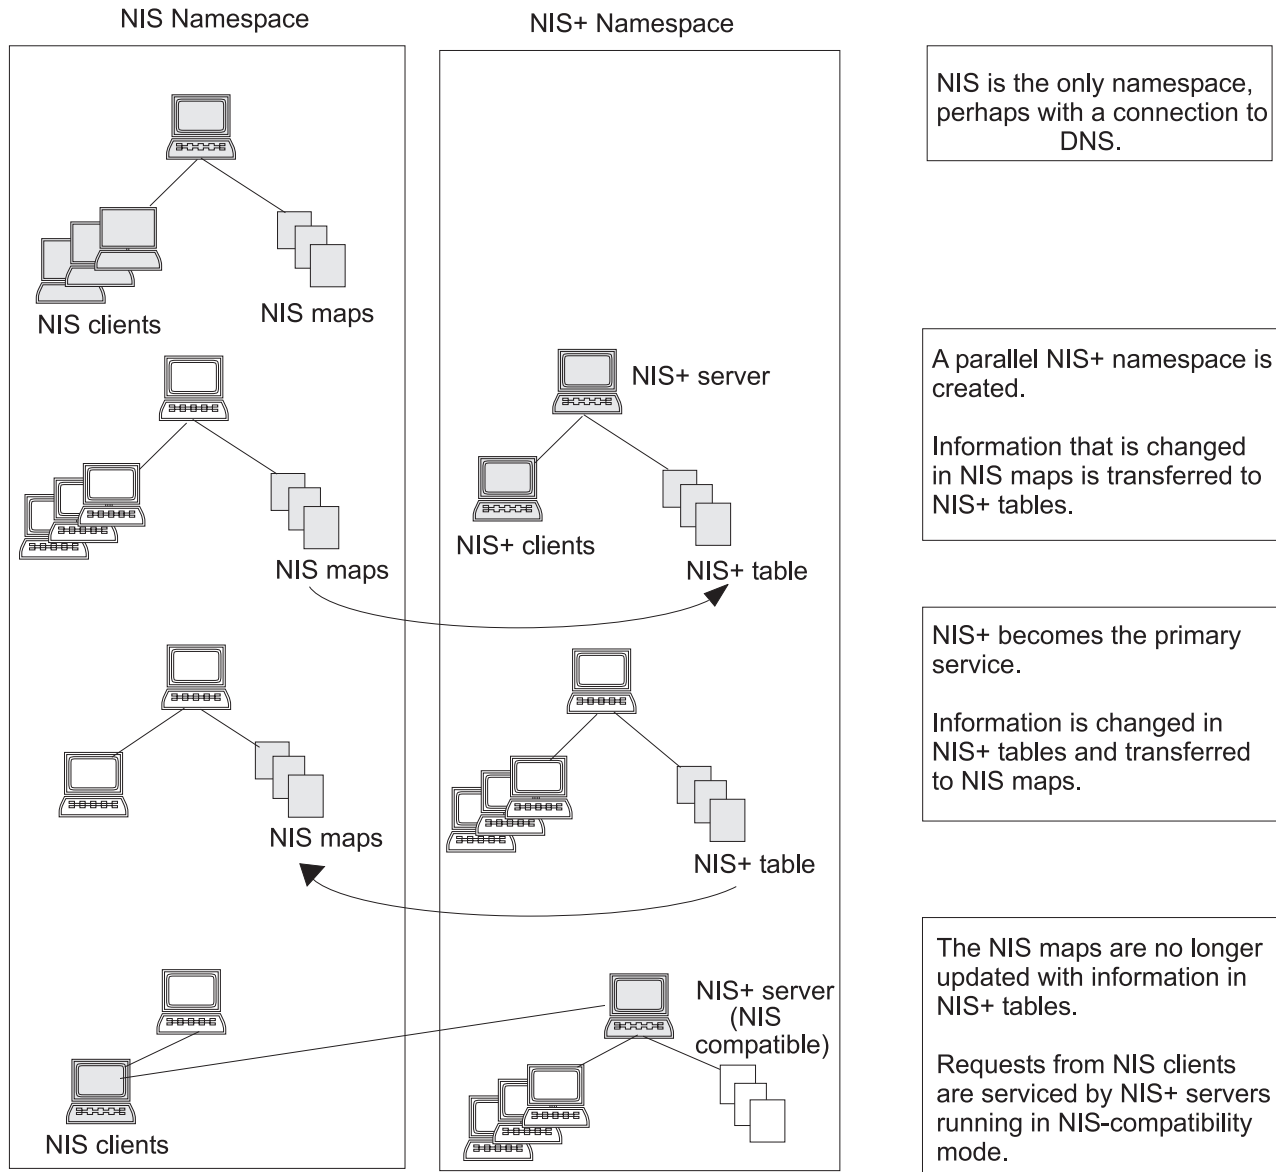 NIS Namespace
NIS+ Namespace
NIS is the only namespace,
perhaps with a connection to
DNS.
NIS clients
NIS maps
NIS+ server
A parallel NIS+ namespace is
created.
Information that is changed
in NIS maps is transferred to
NIS+ tables.
NIS+ clients
NIS maps
NIS+ table
NIS+ becomes the primary
service.
Information is changed in
NIS+ tables and transferred
to NIS maps.
NIS maps
NIS+ table
NIS+ server
(NIS
compatible)
The NIS maps are no longer
updated with information in
NIS+ tables.
Requests from NIS clients
are serviced by NIS+ servers
running in NIS-compatibility
mode.
NIS clients